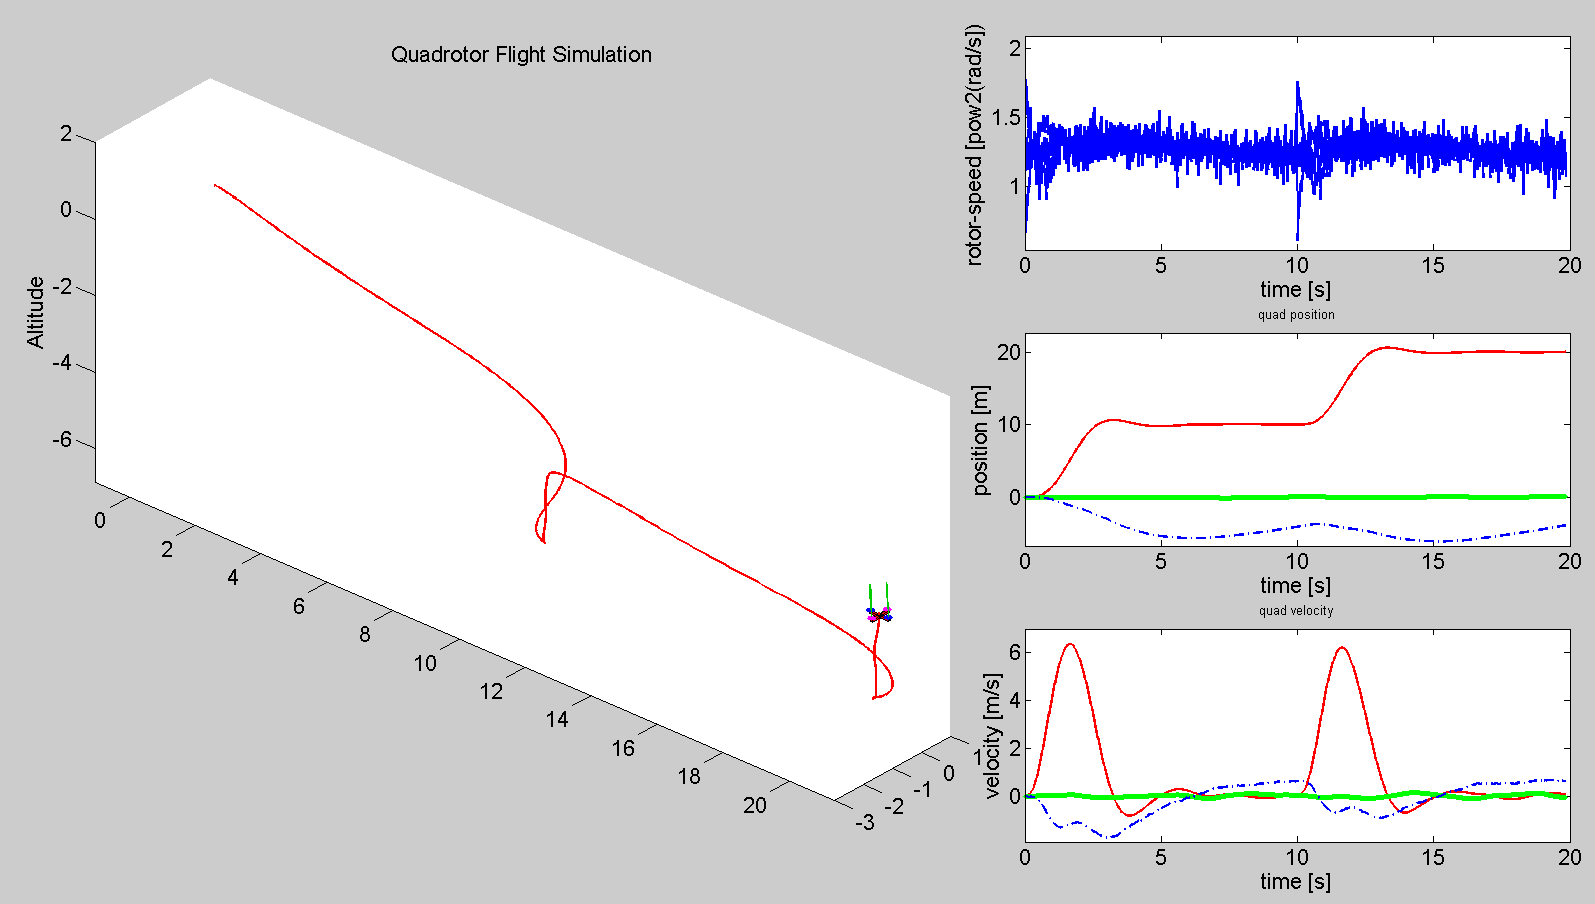 Quadrotor Flight Simulation
Altitude
2
0
-2
-4
-6
0
2
4
6
8
10
12
14
16
18
20
-3
-2
-1
0
1
rotor-speed [pow2(rad/s)]
2
1.5
1
0 5 10 15 20
time [s]
quad position
position [m]
20
10
0
0 5 10 15 20
time [s]
quad velocity
velocity [m/s]
6
4
2
0
0 5 10 15 20
time [s]